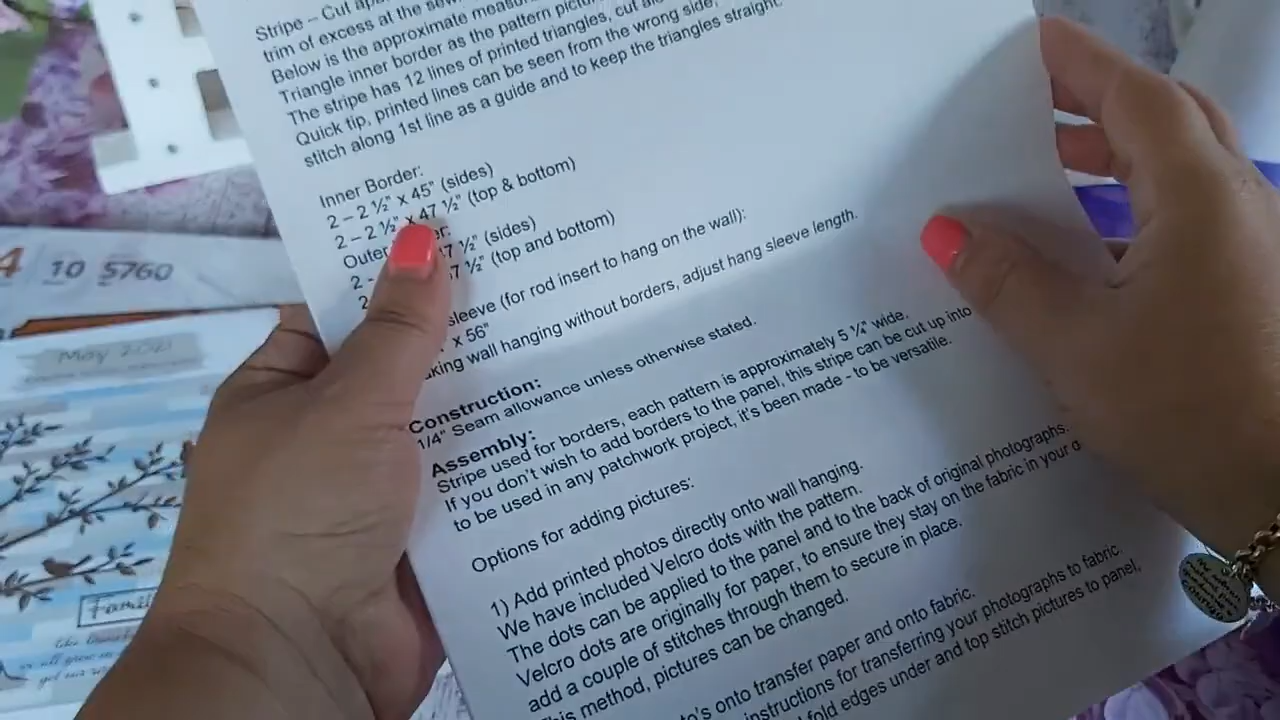 Stripe – Cut
trim of excess at the
Below is the approximate
Triangle inner border as the pattern
The stripe has 12 lines of printed triangles, cut
Quick tip, printed lines can be seen from the wrong side,
stitch along 1st line as a guide and to keep the triangles straight.
Inner Border:
2 – 2 ½" x 45" (sides)
2 – 2 ½" x 47 ½" (top & bottom)
Outer
½" (sides)
½" (top and bottom)
sleeve (for rod insert to hang on the wall):
x 56"
wall hanging without borders, adjust hang sleeve length.
Construction:
1/4" Seam allowance unless otherwise stated.
Assembly:
Stripe used for borders, each pattern is approximately 5 ¼" wide.
If you don't wish to add borders to the panel, this stripe can be cut up into
to be used in any patchwork project, it's been made - to be versatile.
Options for adding pictures:
1) Add printed photos directly onto wall hanging.
We have included Velcro dots with the pattern.
The dots can be applied to the panel and to the back of original photographs.
Velcro dots are originally for paper, to ensure they stay on the fabric in your
add a couple of stitches through them to secure in place.
This method, pictures can be changed.
onto transfer paper and onto fabric.
instructions for transferring your photographs to fabric.
fold edges under and top stitch pictures to panel,
4 10 5760
May 2021